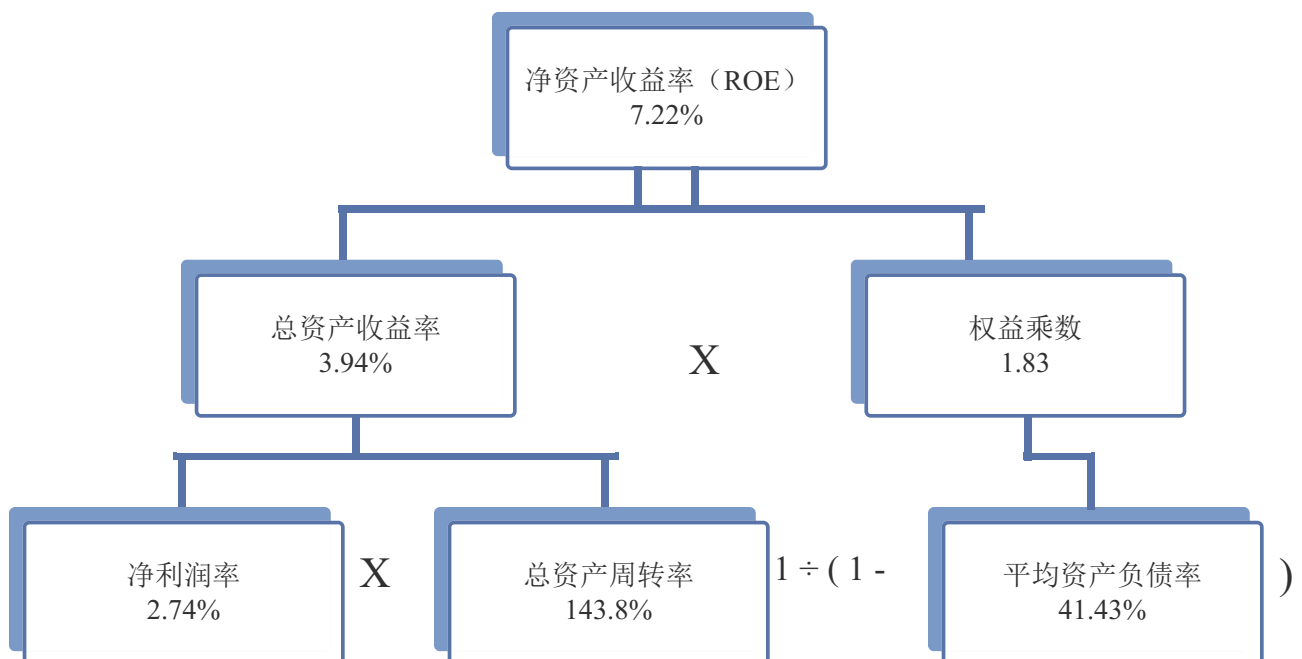 净资产收益率（ROE）
7.22%
总资产收益率
3.94%
X
权益乘数
1.83
净利润率
2.74%
X
总资产周转率
143.8%
1 ÷ ( 1 -
平均资产负债率
41.43%
)